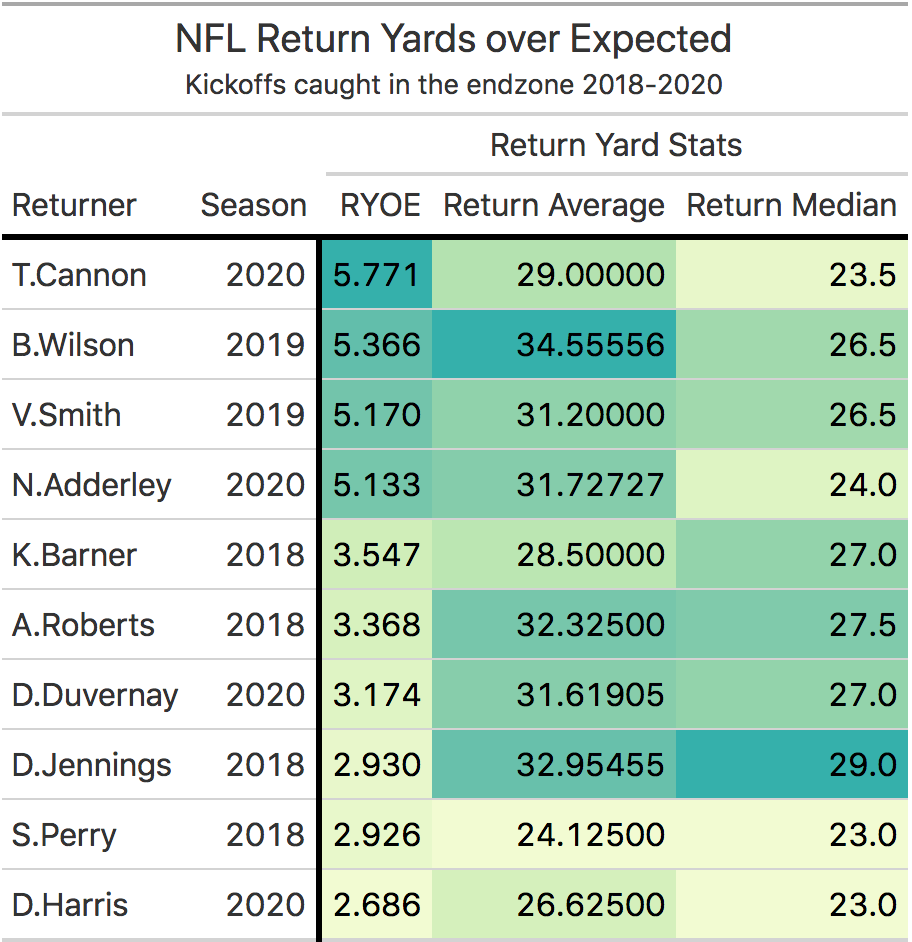 NFL Return Yards over Expected
Kickoffs caught in the endzone 2018-2020
Return Yard Stats
Returner Season RYOE Return Average Return Median
T.Cannon 2020 5.771 29.00000 23.5
B.Wilson 2019 5.366 34.55556 26.5
V.Smith 2019 5.170 31.20000 26.5
N.Adderley 2020 5.133 31.72727 24.0
K.Barner 2018 3.547 28.50000 27.0
A.Roberts 2018 3.368 32.32500 27.5
D.Duvernay 2020 3.174 31.61905 27.0
D.Jennings 2018 2.930 32.95455 29.0
S.Perry 2018 2.926 24.12500 23.0
D.Harris 2020 2.686 26.62500 23.0